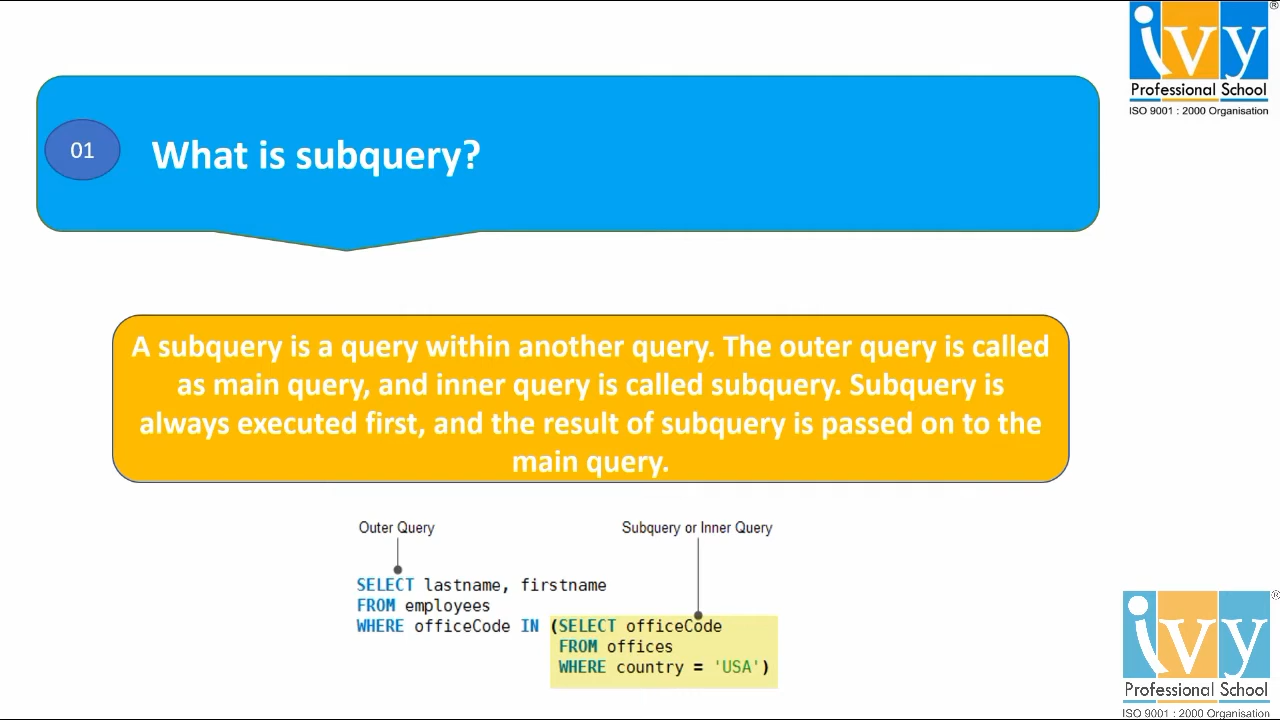 ivy
®
Professional School
ISO 9001 : 2000 Organisation
01
What is subquery?
A subquery is a query within another query. The outer query is called
as main query, and inner query is called subquery. Subquery is
always executed first, and the result of subquery is passed on to the
main query.
Outer Query
Subquery or Inner Query
SELECT lastname, firstname
FROM employees
WHERE officeCode IN (SELECT officeCode
FROM offices
WHERE country = 'USA')
ivy
®
Professional School
ISO 9001 : 2000 Organisation